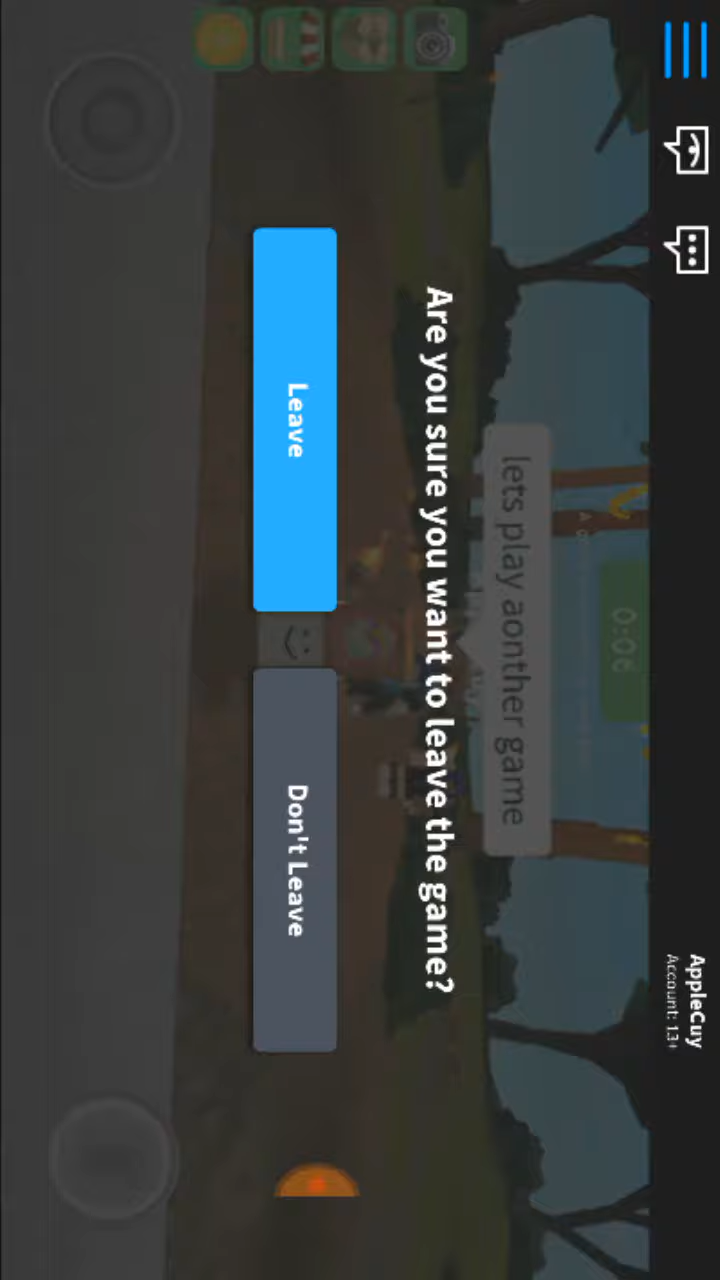 AppleCuy
Account: 13+
0:06
lets play aonther game
Are you sure you want to leave the game?
Leave
Don't Leave